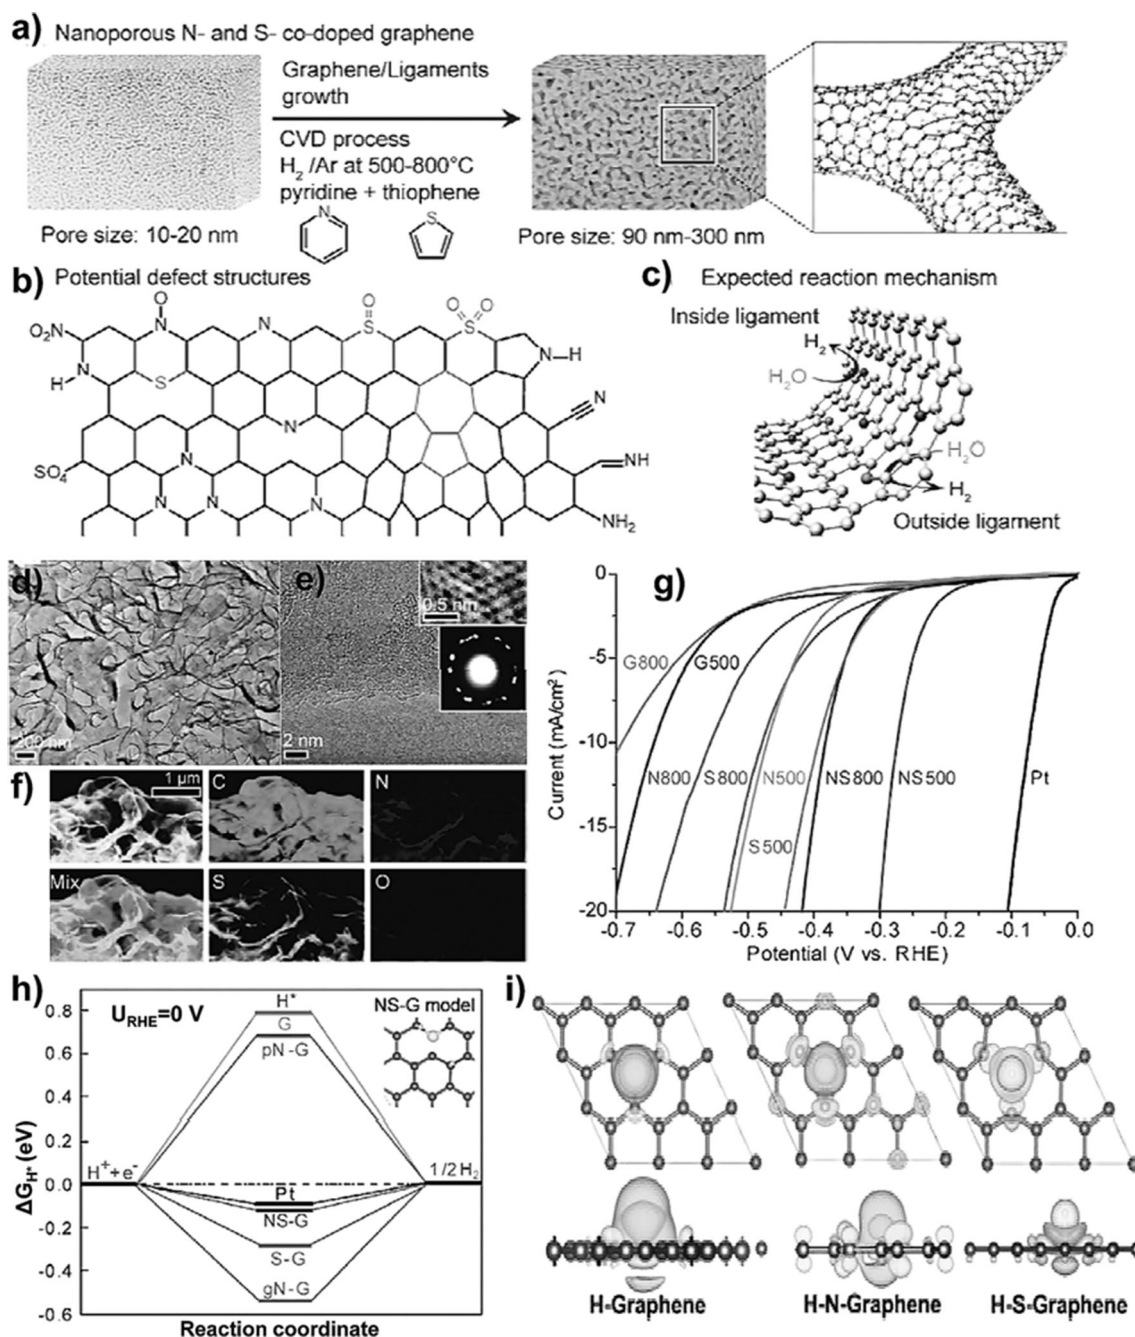 a) Nanoporous N- and S- co-doped graphene
Graphene/Ligaments
growth
CVD process
H₂ /Ar at 500-800°C
pyridine + thiophene
N
S
Pore size: 10-20 nm
Pore size: 90 nm-300 nm
b) Potential defect structures
O
O
O
O
O₂N
N
N
S
S
N
H
N
H
S
N
N
N
NH
SO₄
N
N
N
N
NH₂
c) Expected reaction mechanism
Inside ligament
H₂
H₂O
H₂O
H₂
Outside ligament
d)
200 nm
e)
0.5 nm
2 nm
f)
1 μm
C
N
Mix
S
O
g)
0
-5
-10
-15
-20
Current (mA/cm²)
G800
G500
N800
S800
N500
NS800
NS500
Pt
S500
-0.7
-0.6
-0.5
-0.4
-0.3
-0.2
-0.1
0.0
Potential (V vs. RHE)
h)
0.8
0.6
0.4
0.2
0.0
-0.2
-0.4
-0.6
ΔG_H* (eV)
U_RHE=0 V
H*
G
pN-G
NS-G model
H⁺+e⁻
1/2H₂
Pt
NS-G
S-G
gN-G
Reaction coordinate
i)
H-Graphene
H-N-Graphene
H-S-Graphene